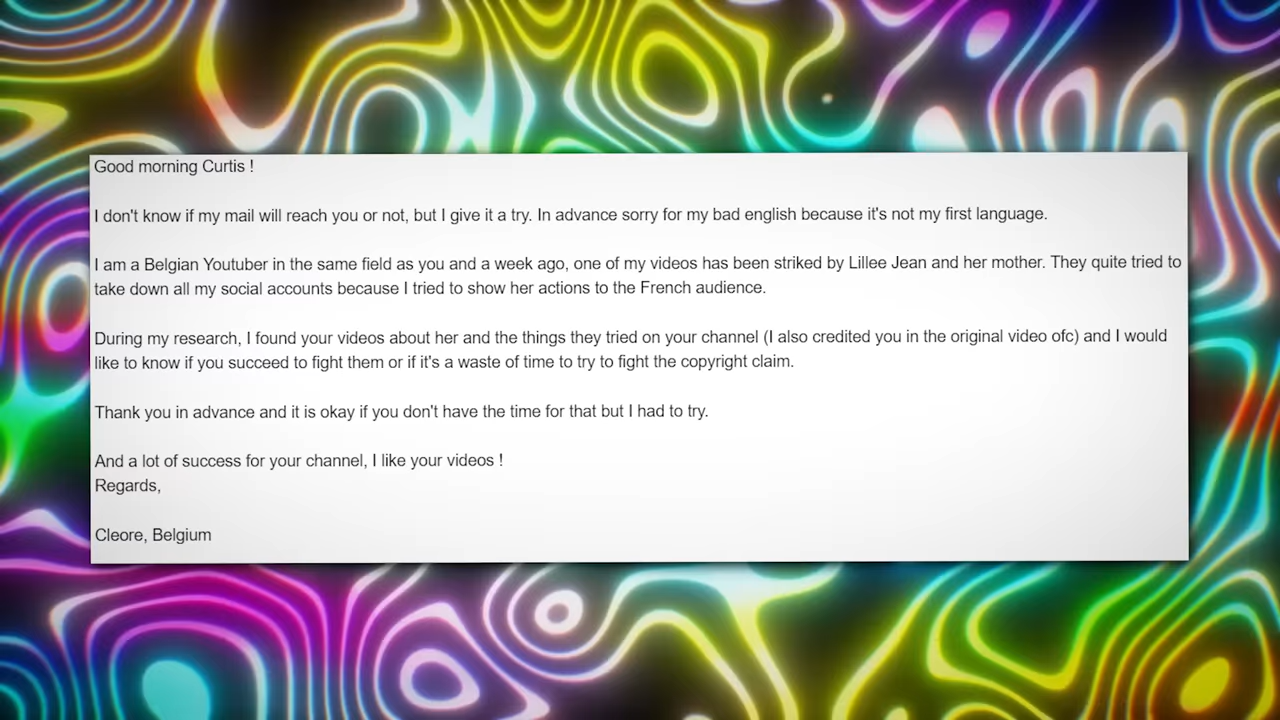 Good morning Curtis !
I don't know if my mail will reach you or not, but I give it a try. In advance sorry for my bad english because it's not my first language.
I am a Belgian Youtuber in the same field as you and a week ago, one of my videos has been striked by Lillee Jean and her mother. They quite tried to
take down all my social accounts because I tried to show her actions to the French audience.
During my research, I found your videos about her and the things they tried on your channel (I also credited you in the original video ofc) and I would
like to know if you succeed to fight them or if it's a waste of time to try to fight the copyright claim.
Thank you in advance and it is okay if you don't have the time for that but I had to try.
And a lot of success for your channel, I like your videos !
Regards,
Cleore, Belgium